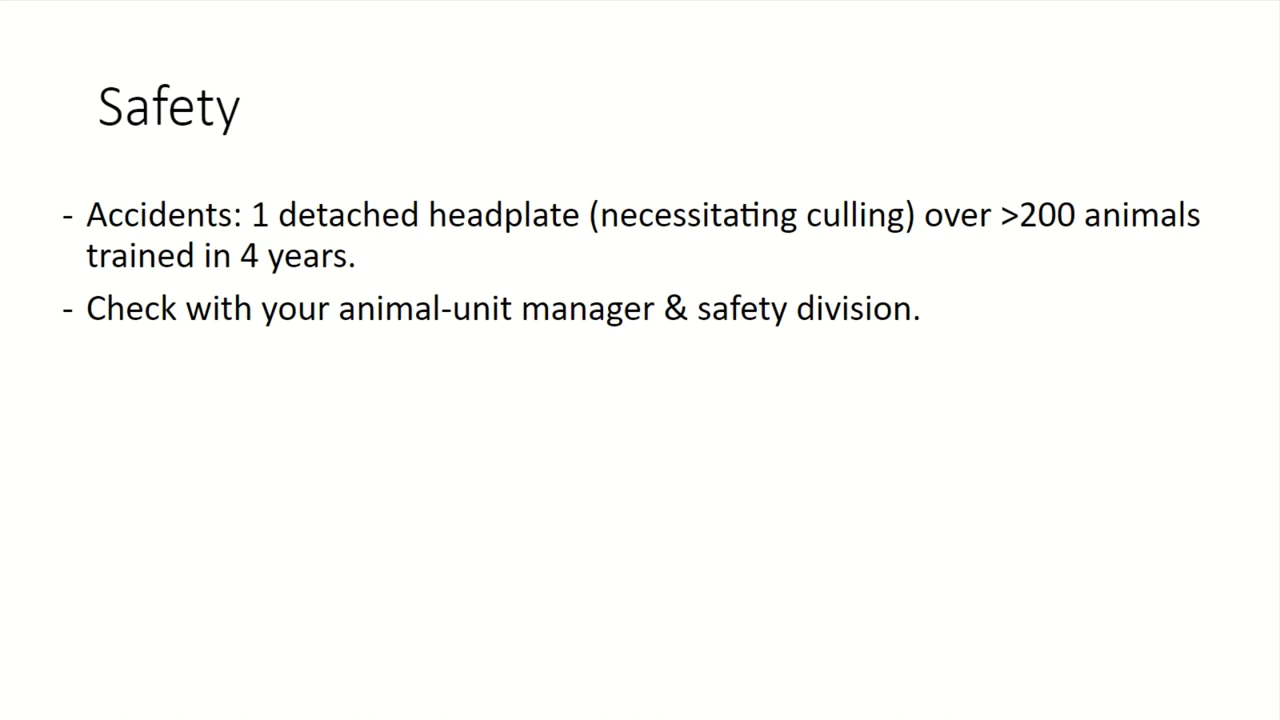 Safety
- Accidents: 1 detached headplate (necessitating culling) over >200 animals
trained in 4 years.
- Check with your animal-unit manager & safety division.